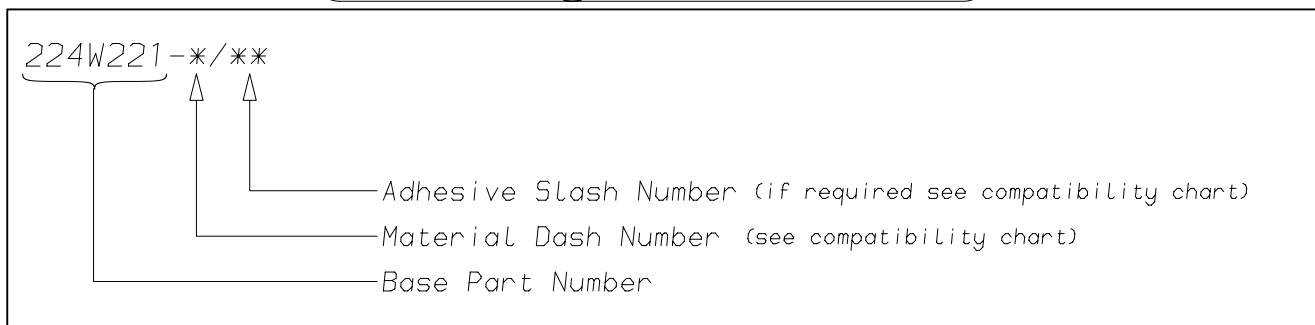 224W221-*/**
Adhesive Slash Number (if required see compatibility chart)
Material Dash Number (see compatibility chart)
Base Part Number